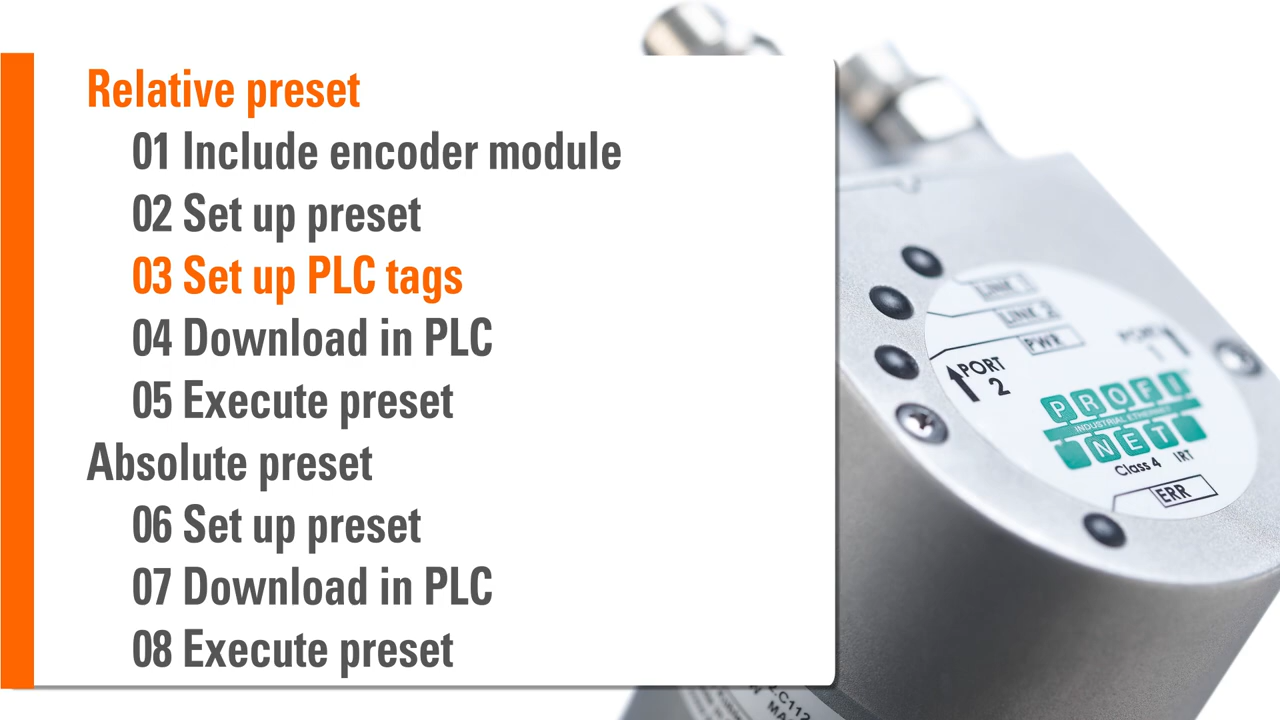 Relative preset
01 Include encoder module
02 Set up preset
03 Set up PLC tags
04 Download in PLC
05 Execute preset
Absolute preset
06 Set up preset
07 Download in PLC
08 Execute preset
LINK 1
LINK 2
PWR
PORT
1
PORT
2
PROFI
INDUSTRIAL ETHERNET
NET
Class 4 IRT
ERR